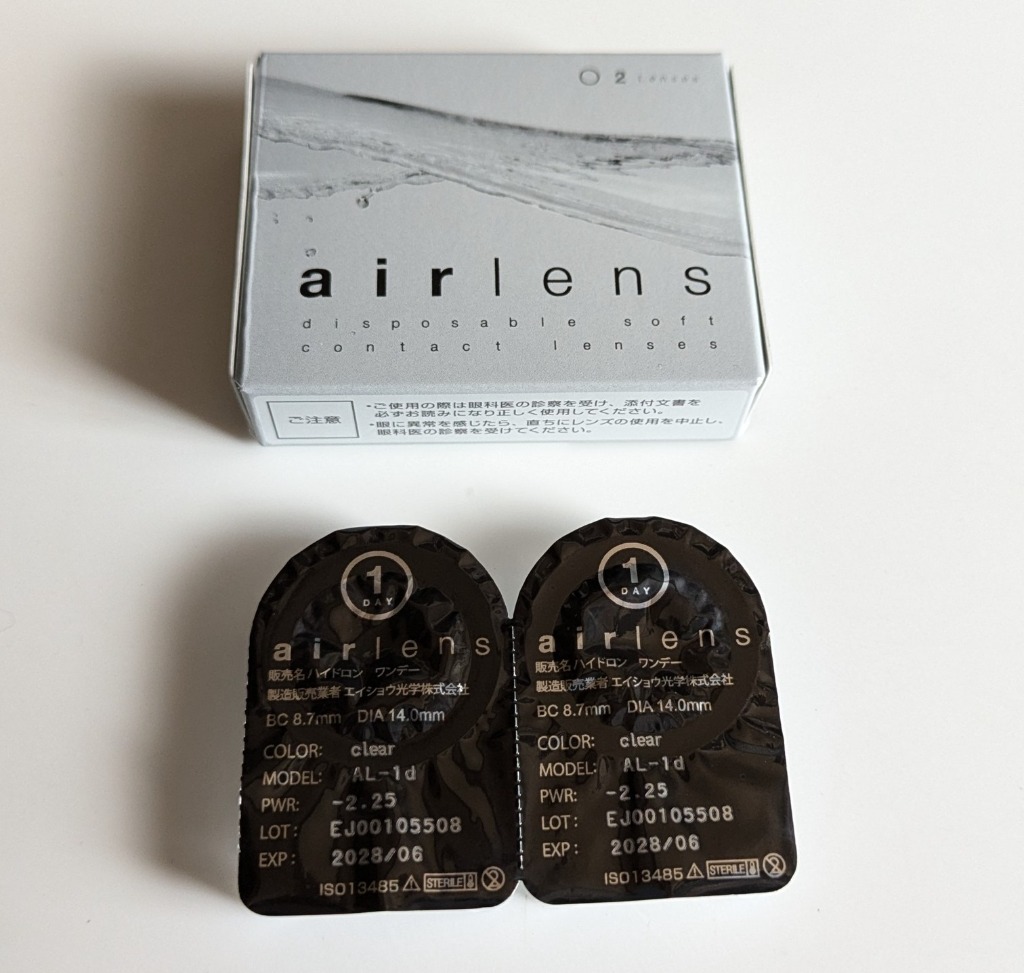 2 Lenses
airlens
disposable soft
contact lenses
ご注意
・ご使用の際は眼科医の診察を受け、添付文書を
必ずお読みになり正しく使用してください。
・眼に異常を感じたら、直ちにレンズの使用を中止し、
眼科医の診察を受けてください。
1
DAY
airlens
販売名 ハイドロン ワンデー
製造販売業者 エイショウ光学株式会社
BC 8.7mm DIA 14.0mm
COLOR: clear
MODEL: AL-1d
PWR: -2.25
LOT: EJ00105508
EXP: 2028/06
ISO13485 STERILE
1
DAY
airlens
販売名 ハイドロン ワンデー
製造販売業者 エイショウ光学株式会社
BC 8.7mm DIA 14.0mm
COLOR: clear
MODEL: AL-1d
PWR: -2.25
LOT: EJ00105508
EXP: 2028/06
ISO13485 STERILE